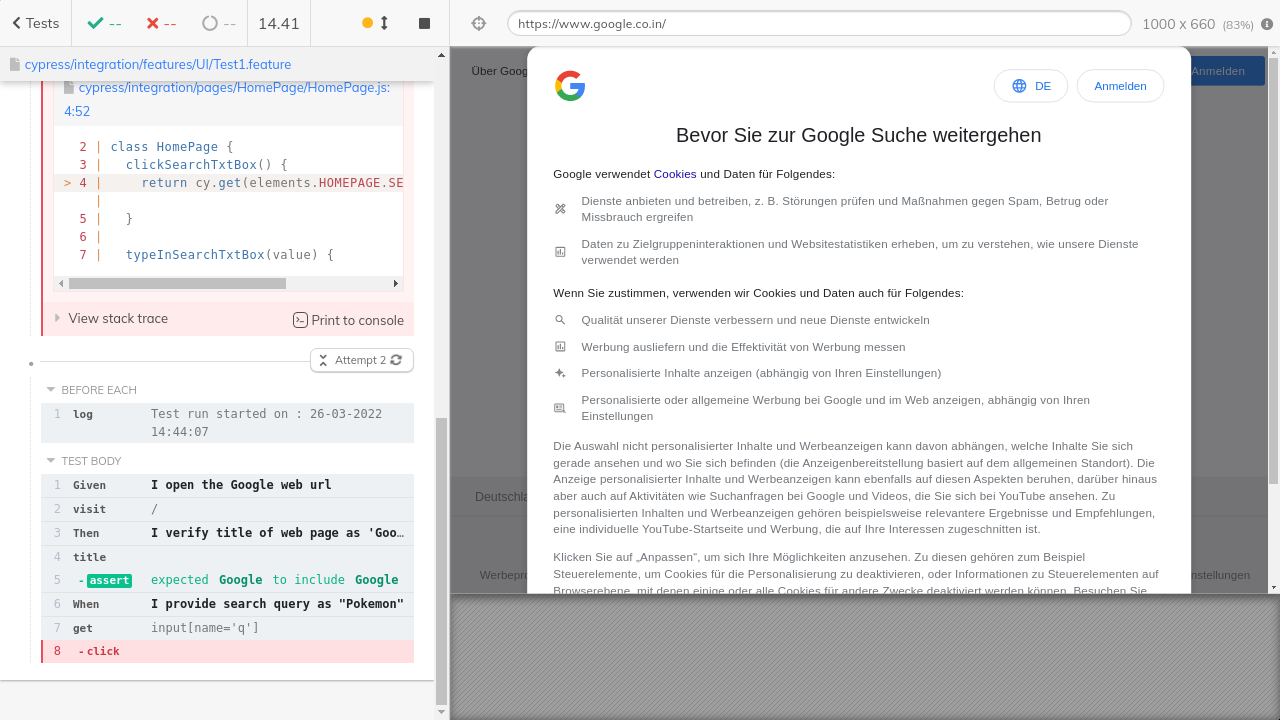 Tests
--
--
--
14.41
https://www.google.co.in/
1000 x 660 (83%)
cypress/integration/features/UI/Test1.feature
cypress/integration/pages/HomePage/HomePage.js:
4:52
2 | class HomePage {
3 | clickSearchTxtBox() {
> 4 | return cy.get(elements.HOMEPAGE.SE
|
5 | }
6 |
7 | typeInSearchTxtBox(value) {
View stack trace
Print to console
Attempt 2
BEFORE EACH
1 log Test run started on : 26-03-2022
14:44:07
TEST BODY
1 Given I open the Google web url
2 visit /
3 Then I verify title of web page as 'Goo…
4 title
5 -assert expected Google to include Google
6 When I provide search query as "Pokemon"
7 get input[name='q']
8 -click
Über Goog
Anmelden
DE
Anmelden
Bevor Sie zur Google Suche weitergehen
Google verwendet Cookies und Daten für Folgendes:
Dienste anbieten und betreiben, z. B. Störungen prüfen und Maßnahmen gegen Spam, Betrug oder
Missbrauch ergreifen
Daten zu Zielgruppeninteraktionen und Websitestatistiken erheben, um zu verstehen, wie unsere Dienste
verwendet werden
Wenn Sie zustimmen, verwenden wir Cookies und Daten auch für Folgendes:
Qualität unserer Dienste verbessern und neue Dienste entwickeln
Werbung ausliefern und die Effektivität von Werbung messen
Personalisierte Inhalte anzeigen (abhängig von Ihren Einstellungen)
Personalisierte oder allgemeine Werbung bei Google und im Web anzeigen, abhängig von Ihren
Einstellungen
Die Auswahl nicht personalisierter Inhalte und Werbeanzeigen kann davon abhängen, welche Inhalte Sie sich
gerade ansehen und wo Sie sich befinden (die Anzeigenbereitstellung basiert auf dem allgemeinen Standort). Die
Anzeige personalisierter Inhalte und Werbeanzeigen kann ebenfalls auf diesen Aspekten beruhen, darüber hinaus
aber auch auf Aktivitäten wie Suchanfragen bei Google und Videos, die Sie sich bei YouTube ansehen. Zu
personalisierten Inhalten und Werbeanzeigen gehören beispielsweise relevantere Ergebnisse und Empfehlungen,
eine individuelle YouTube-Startseite und Werbung, die auf Ihre Interessen zugeschnitten ist.
Klicken Sie auf „Anpassen“, um sich Ihre Möglichkeiten anzusehen. Zu diesen gehören zum Beispiel
Steuerelemente, um Cookies für die Personalisierung zu deaktivieren, oder Informationen zu Steuerelementen auf
Browserebene, mit denen einige oder alle Cookies für andere Zwecke deaktiviert werden können. Besuchen Sie
Deutschla
Werbepro
nstellungen